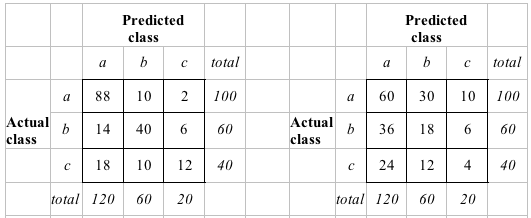 Predicted class
a b c total
a 88 10 2 100
Actual class b 14 40 6 60
c 18 10 12 40
total 120 60 20
Predicted class
a b c total
a 60 30 10 100
Actual class b 36 18 6 60
c 24 12 4 40
total 120 60 20